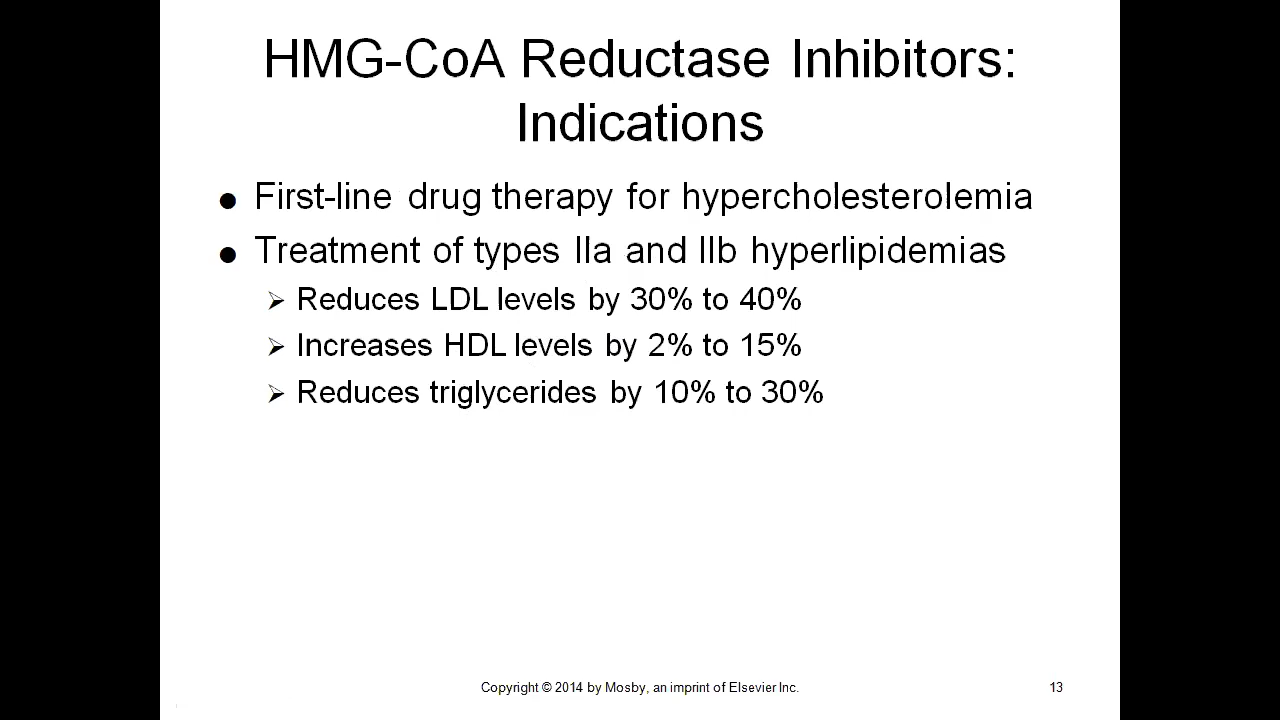 HMG-CoA Reductase Inhibitors:
Indications
● First-line drug therapy for hypercholesterolemia
● Treatment of types IIa and IIb hyperlipidemias
➢ Reduces LDL levels by 30% to 40%
➢ Increases HDL levels by 2% to 15%
➢ Reduces triglycerides by 10% to 30%
Copyright © 2014 by Mosby, an imprint of Elsevier Inc.
13